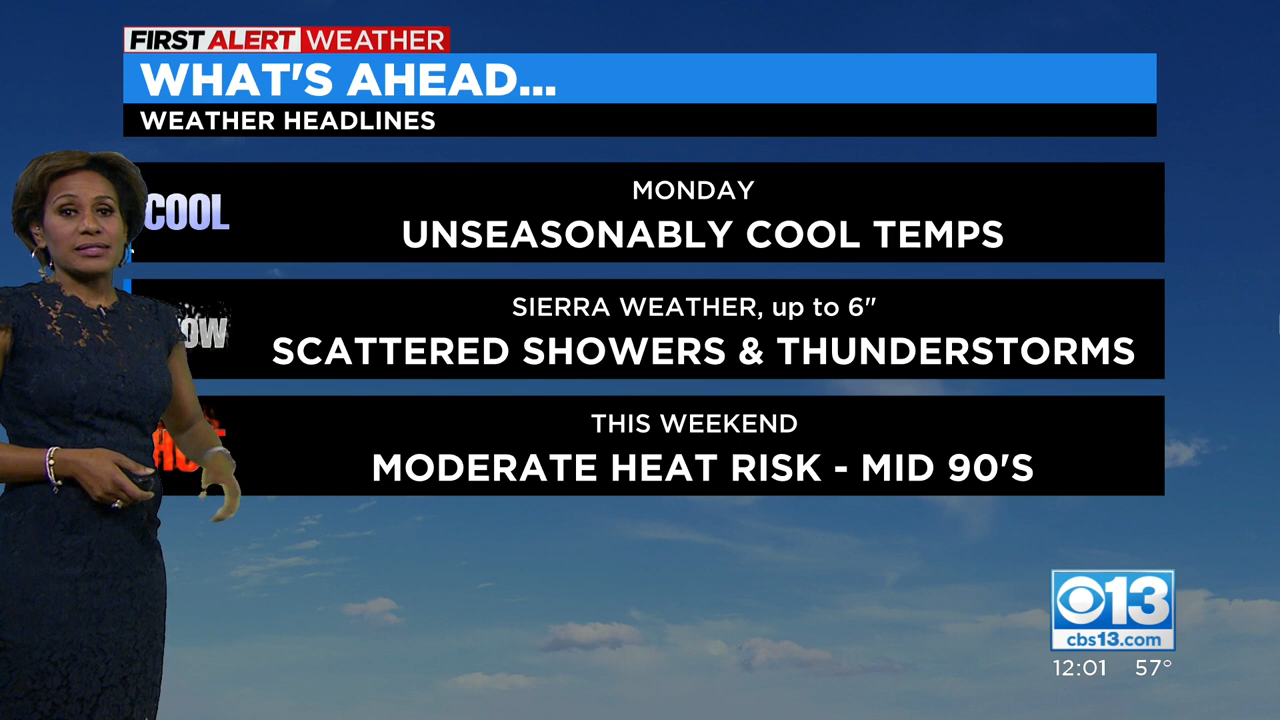 FIRST ALERT WEATHER
WHAT'S AHEAD...
WEATHER HEADLINES
COOL
MONDAY
UNSEASONABLY COOL TEMPS
SIERRA WEATHER, up to 6"
SCATTERED SHOWERS & THUNDERSTORMS
THIS WEEKEND
MODERATE HEAT RISK - MID 90'S
13
cbs13.com
12:01 57°